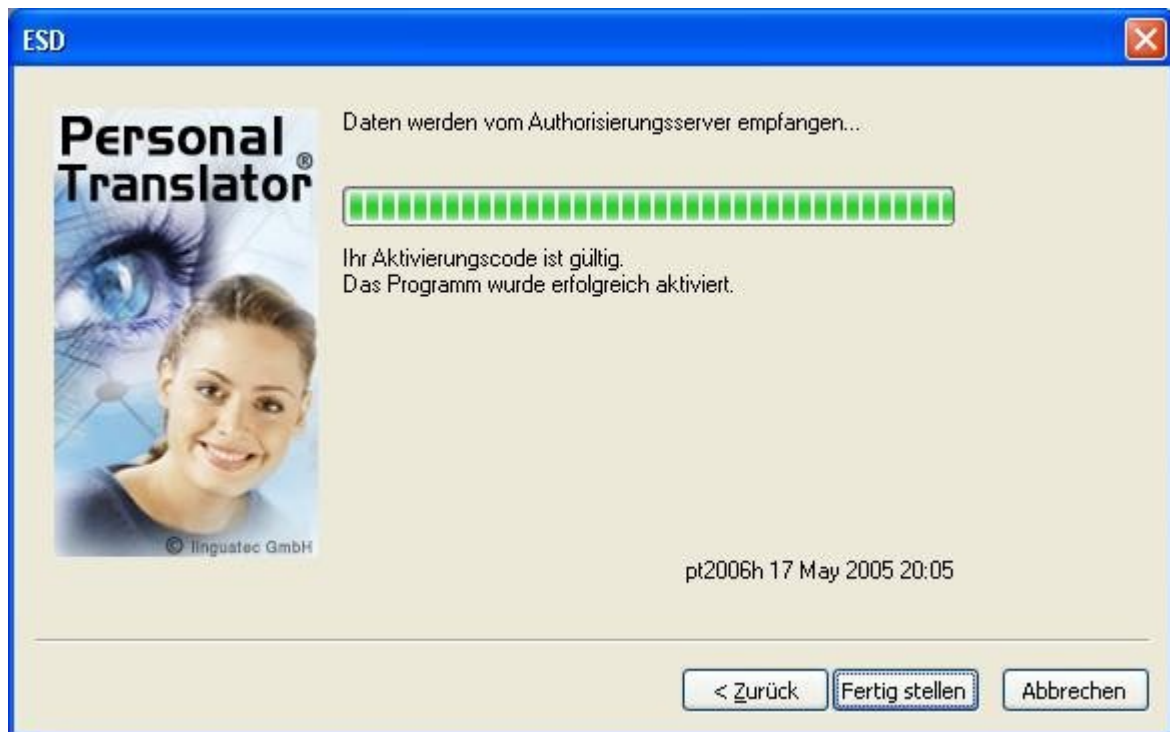 ESD
Personal
Translator®
© linguatec GmbH
Daten werden vom Authorisierungsserver empfangen...
Ihr Aktivierungscode ist gültig.
Das Programm wurde erfolgreich aktiviert.
pt2006h 17 May 2005 20:05
< Zurück
Fertig stellen
Abbrechen